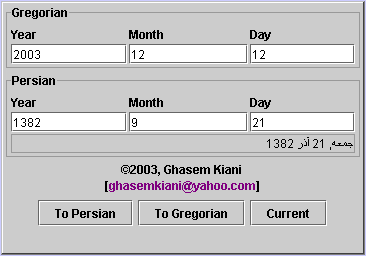 Gregorian
Year Month Day
2003 12 12
Persian
Year Month Day
1382 9 21
جمعه, 21 آذر 1382
©2003, Ghasem Kiani
[ghasemkiani@yahoo.com]
To Persian To Gregorian Current